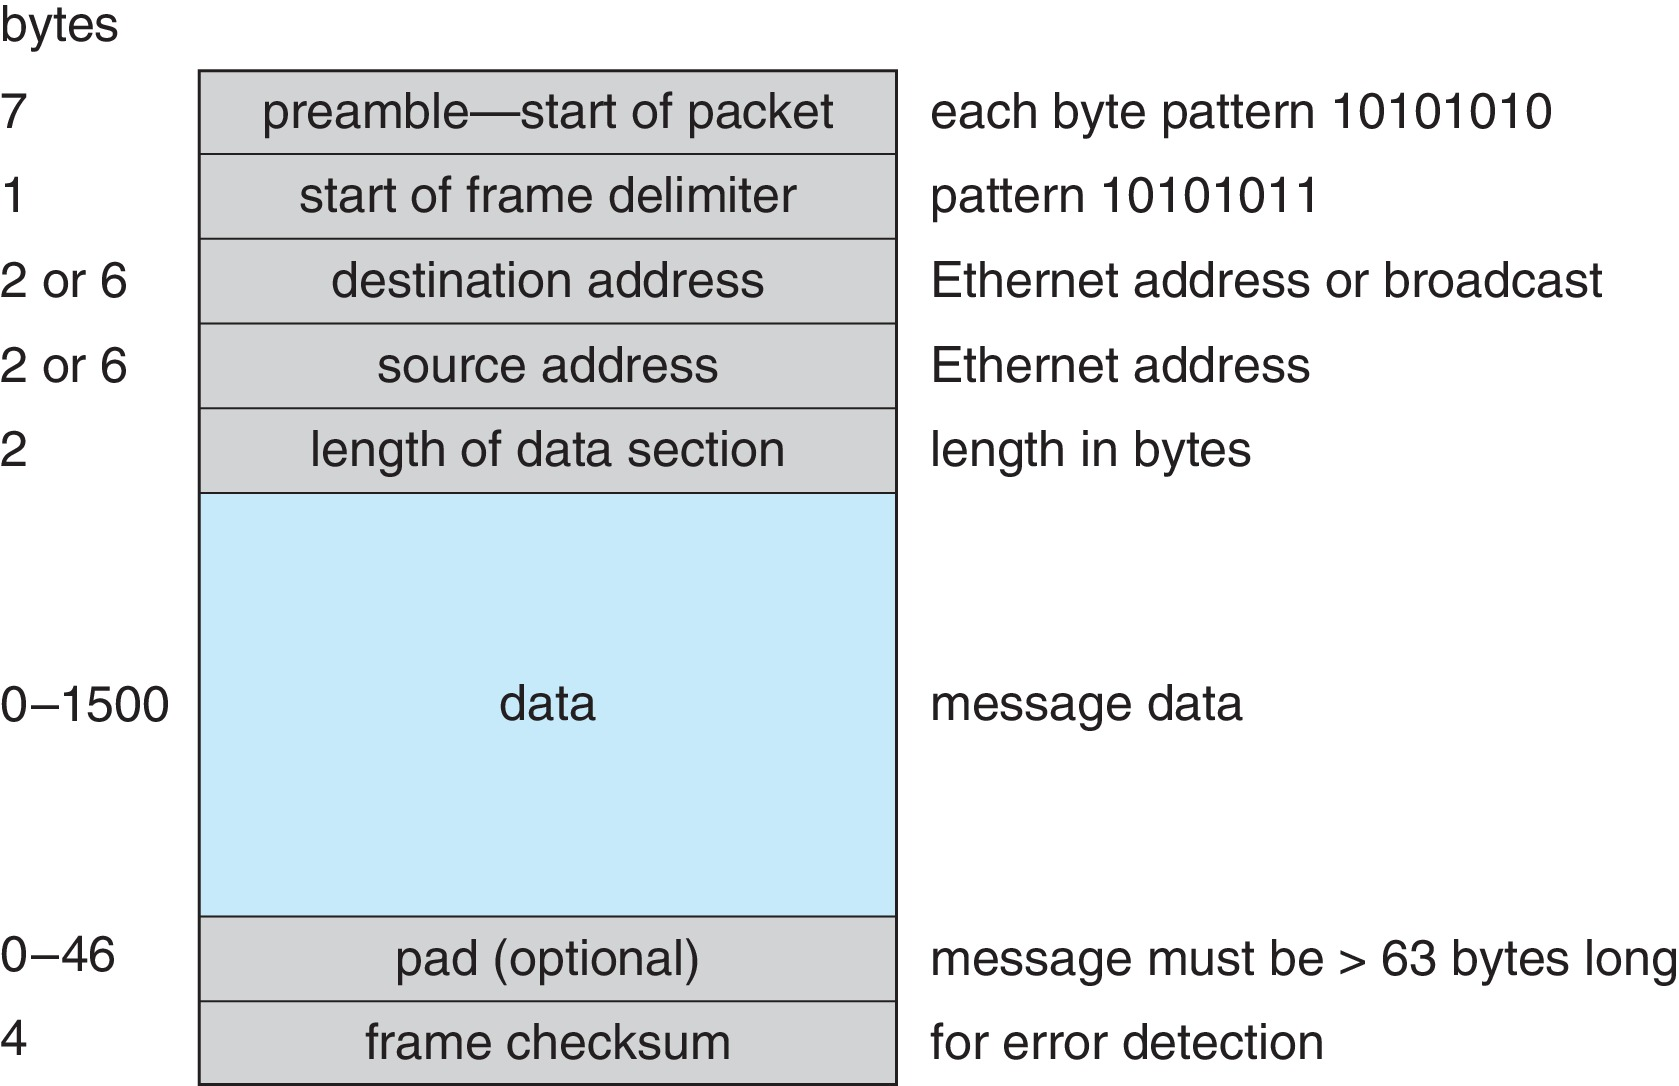 bytes
7 preamble—start of packet each byte pattern 10101010
1 start of frame delimiter pattern 10101011
2 or 6 destination address Ethernet address or broadcast
2 or 6 source address Ethernet address
2 length of data section length in bytes
0–1500 data message data
0–46 pad (optional) message must be > 63 bytes long
4 frame checksum for error detection